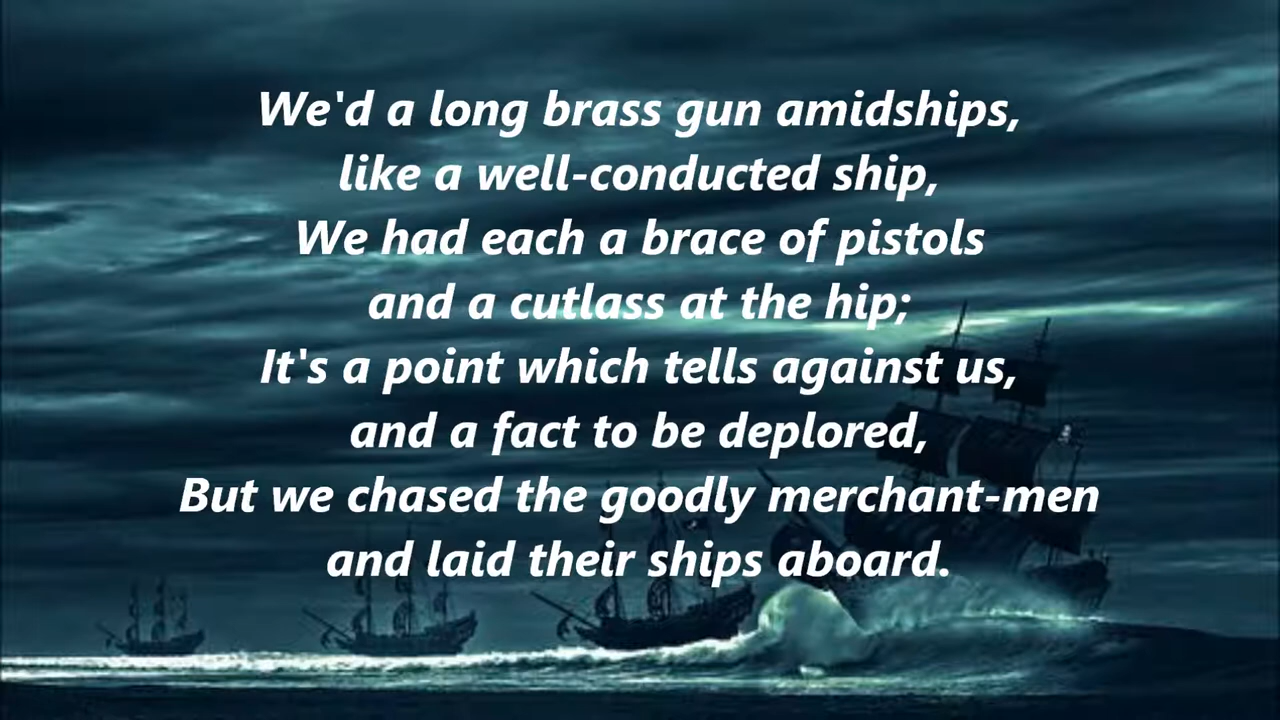 We'd a long brass gun amidships,
like a well-conducted ship,
We had each a brace of pistols
and a cutlass at the hip;
It's a point which tells against us,
and a fact to be deplored,
But we chased the goodly merchant-men
and laid their ships aboard.